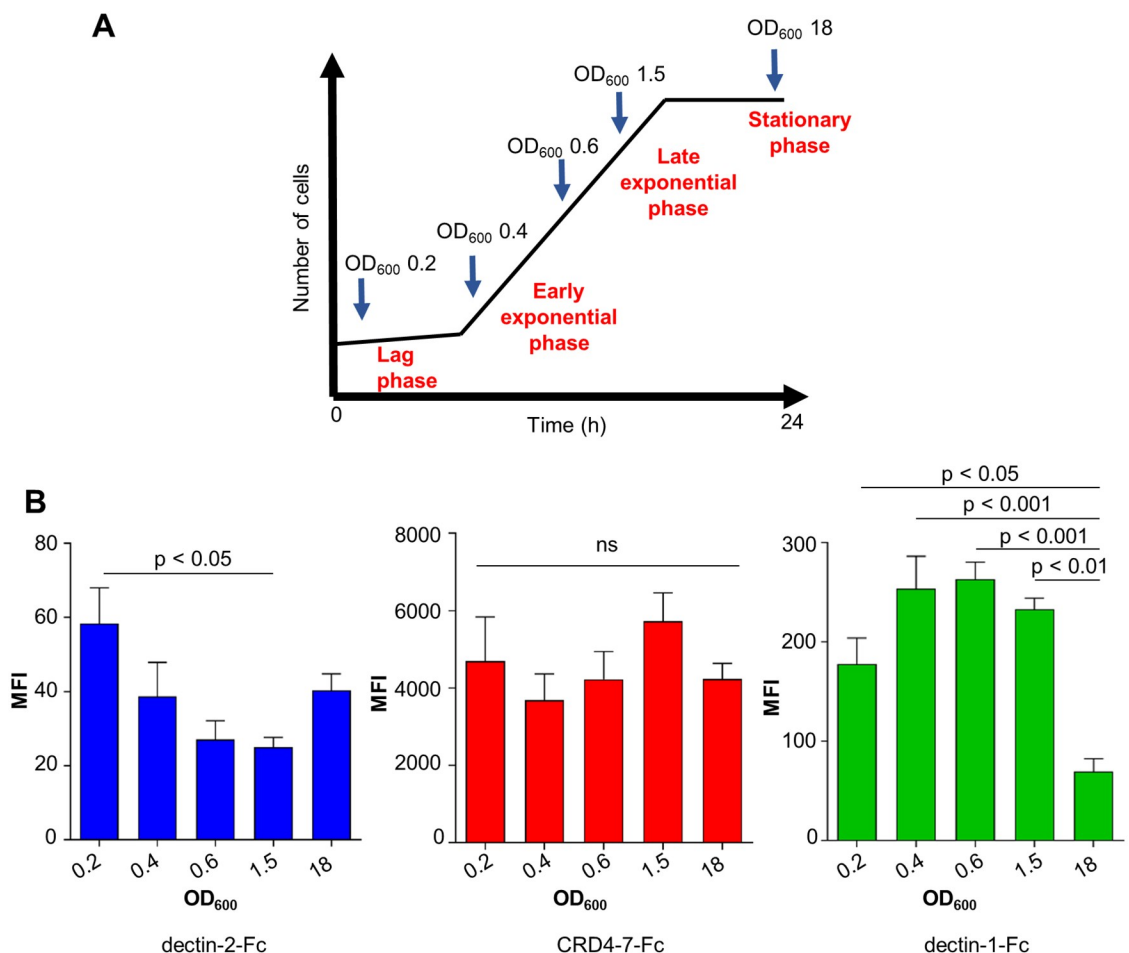 A
OD600 18
OD600 1.5
OD600 0.6
OD600 0.4
OD600 0.2
Number of cells
Stationary
phase
Late
exponential
phase
Early
exponential
phase
Lag
phase
0
Time (h)
24
B
80
60
40
20
0
MFI
p < 0.05
0.2
0.4
0.6
1.5
18
OD600
dectin-2-Fc
8000
6000
4000
2000
0
MFI
ns
0.2
0.4
0.6
1.5
18
OD600
CRD4-7-Fc
p < 0.05
p < 0.001
p < 0.001
p < 0.01
300
200
100
0
MFI
0.2
0.4
0.6
1.5
18
OD600
dectin-1-Fc